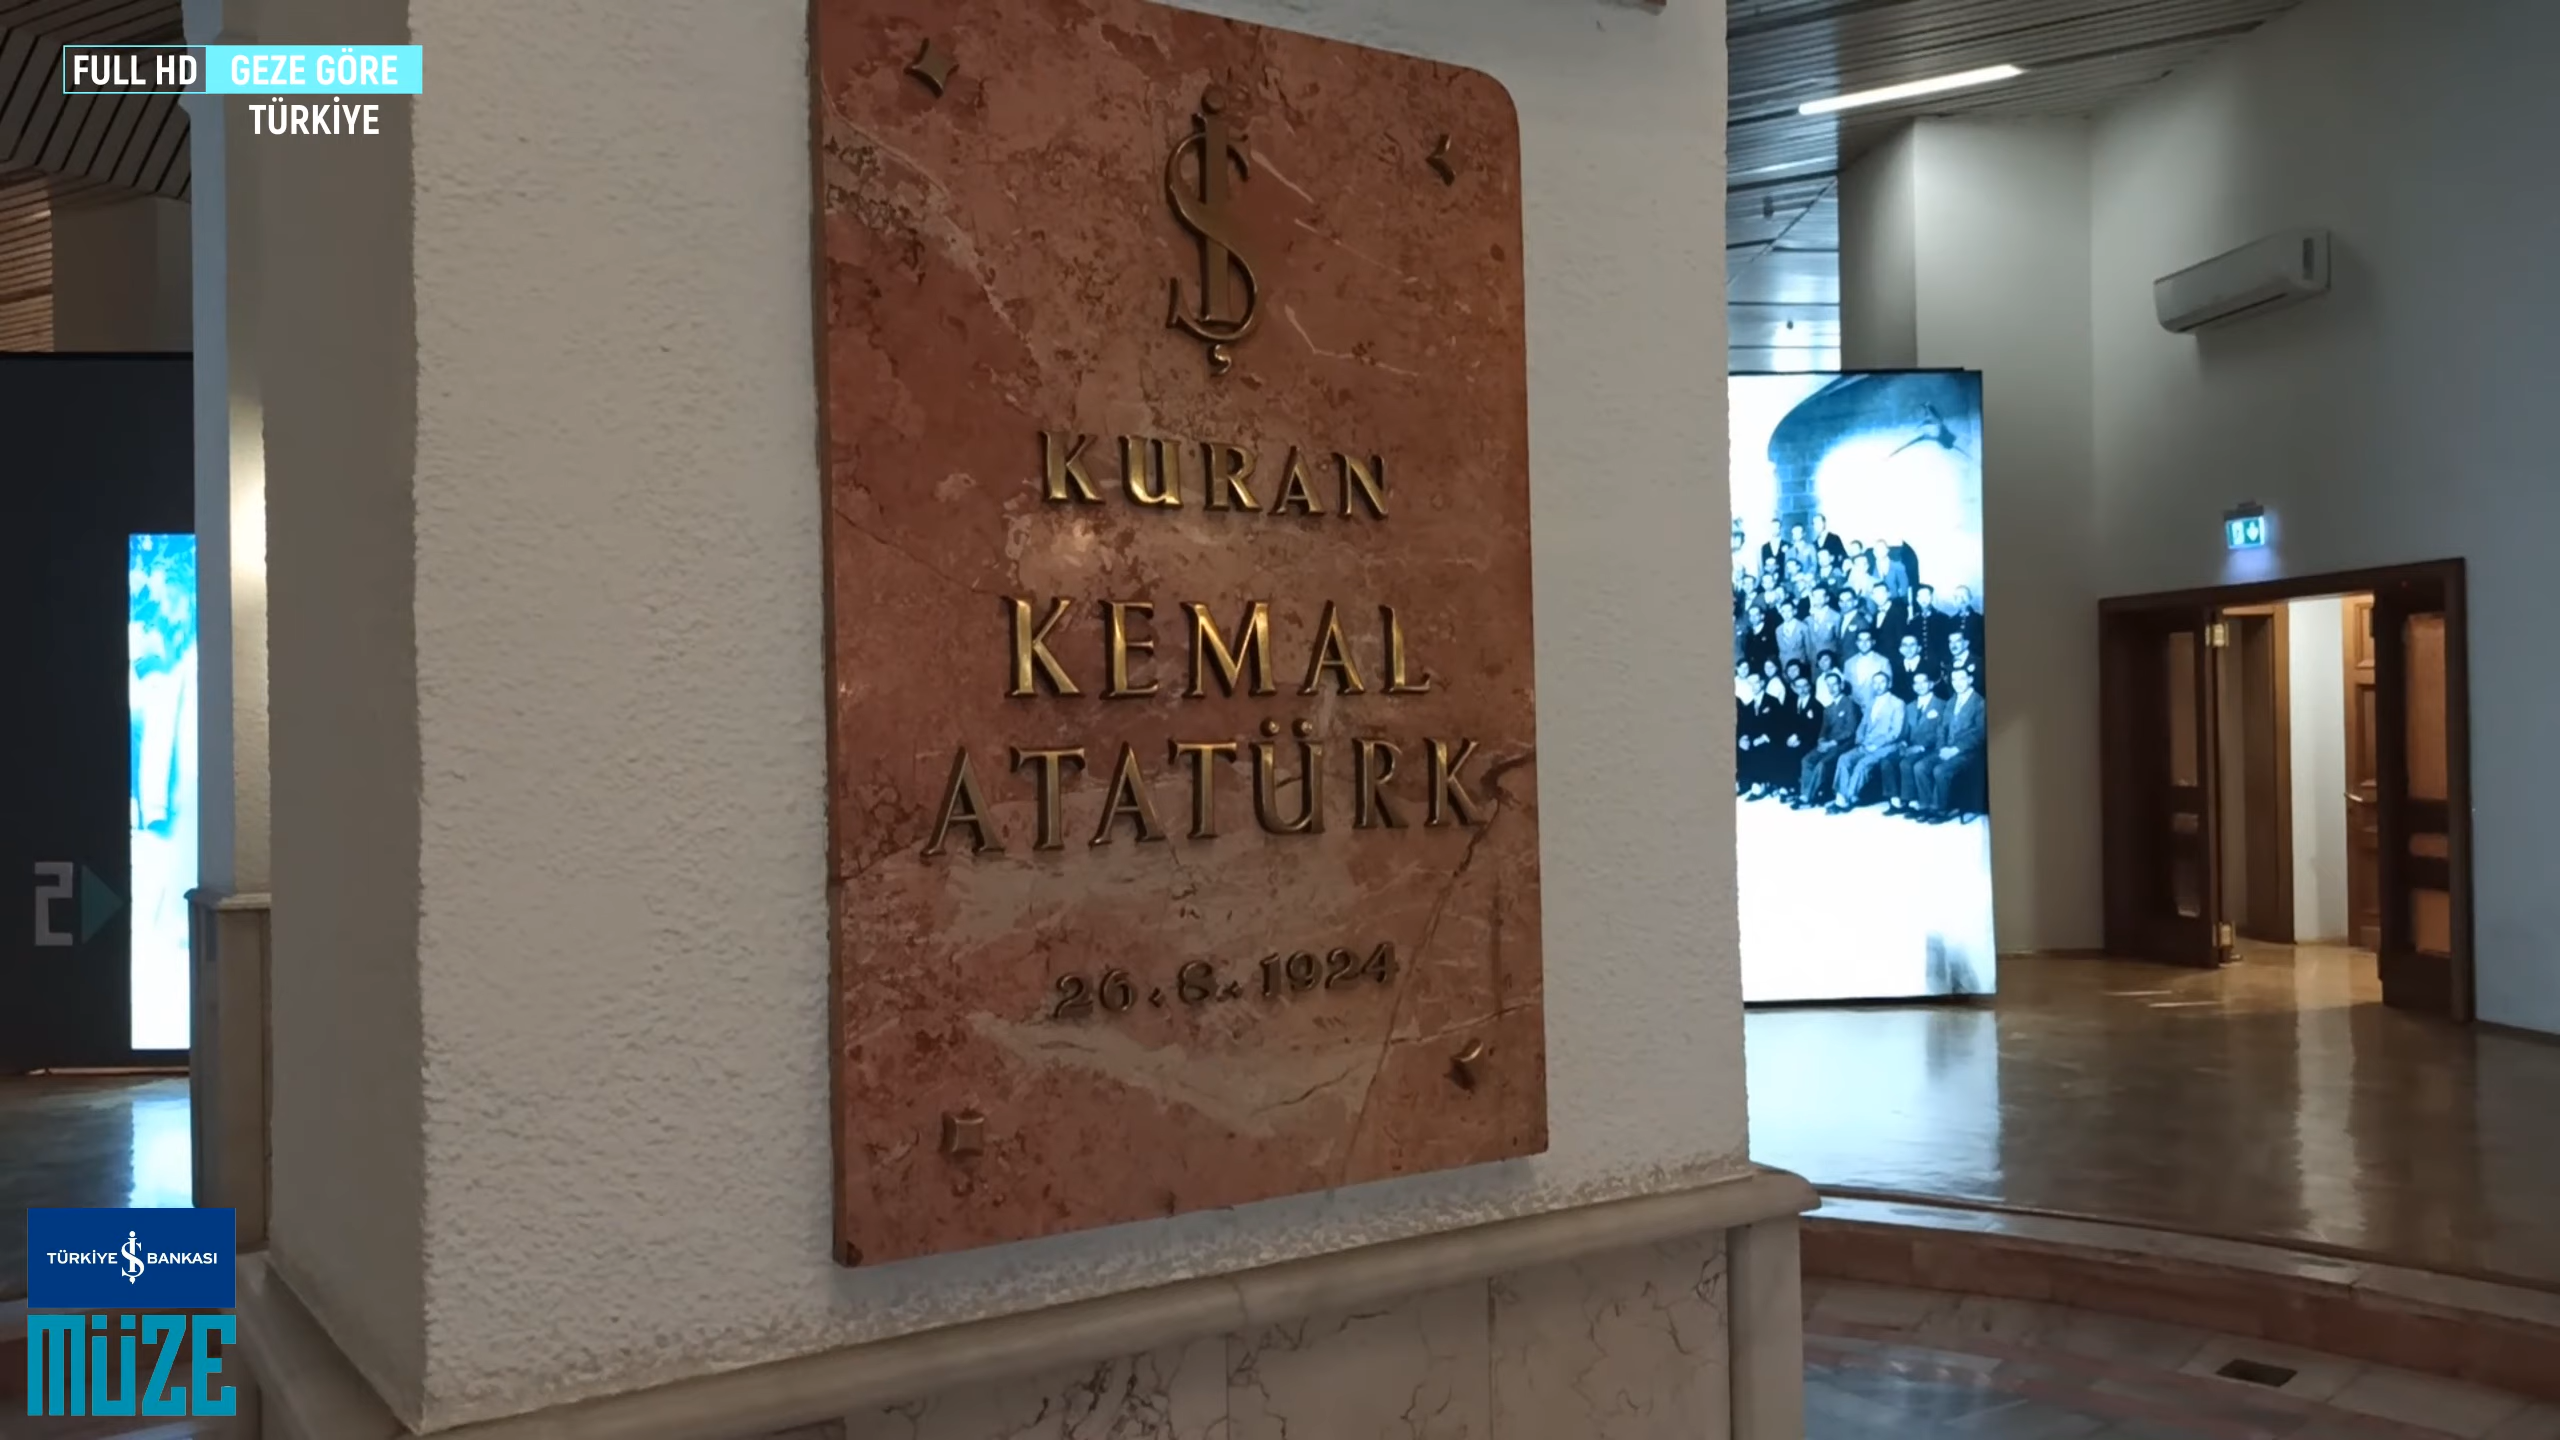 FULL HD GEZE GÖRE
TÜRKİYE
İŞ
KURAN
KEMAL
ATATÜRK
26.8.1924
TÜRKİYE İŞ BANKASI
MÜZE